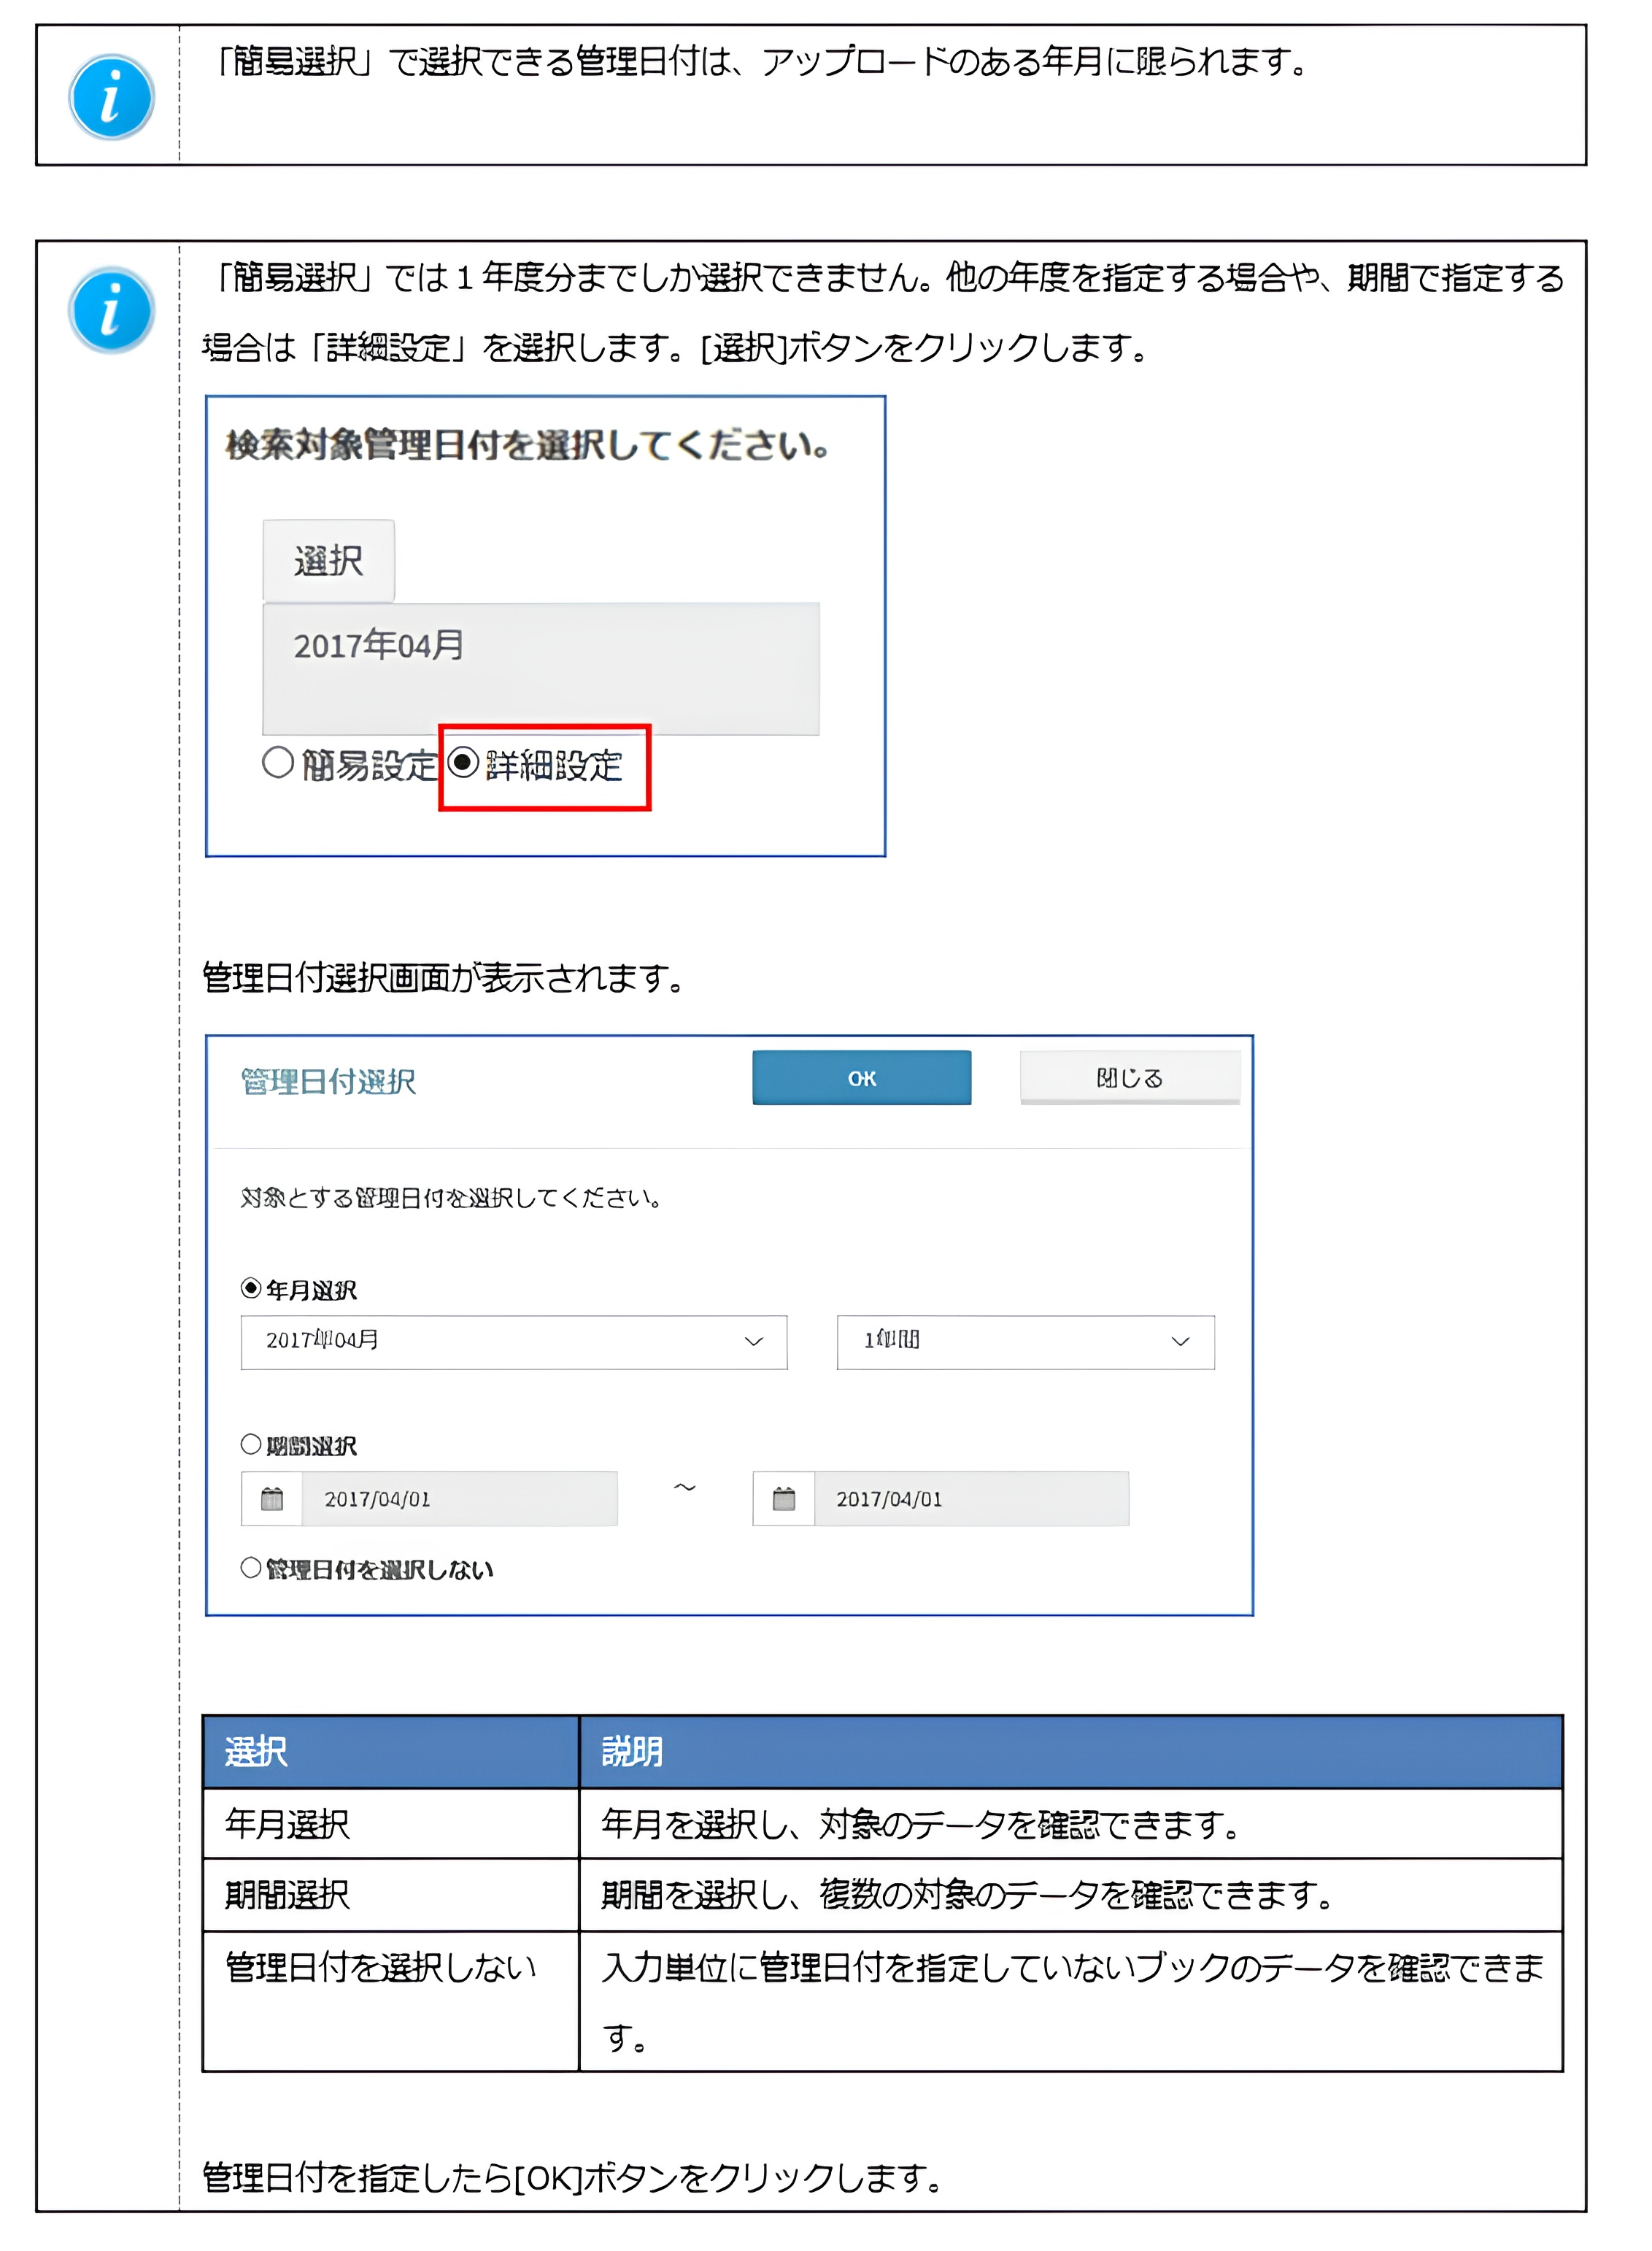 「簡易選択」で選択できる管理日付は、アップロードのある年月に限られます。
「簡易選択」では1年度分までしか選択できません。他の年度を指定する場合や、期間で指定する
場合は「詳細設定」を選択します。[選択]ボタンをクリックします。
検索対象管理日付を選択してください。
選択
2017年04月
簡易設定 詳細設定
管理日付選択画面が表示されます。
管理日付選択 OK 閉じる
対象とする管理日付を選択してください。
年月選択
2017年04月 1年間
期間選択
2017/04/01 ～ 2017/04/01
管理日付を選択しない
選択 説明
年月選択 年月を選択し、対象のデータを確認できます。
期間選択 期間を選択し、複数の対象のデータを確認できます。
管理日付を選択しない 入力単位に管理日付を指定していないブックのデータを確認できま
す。
管理日付を指定したら[OK]ボタンをクリックします。